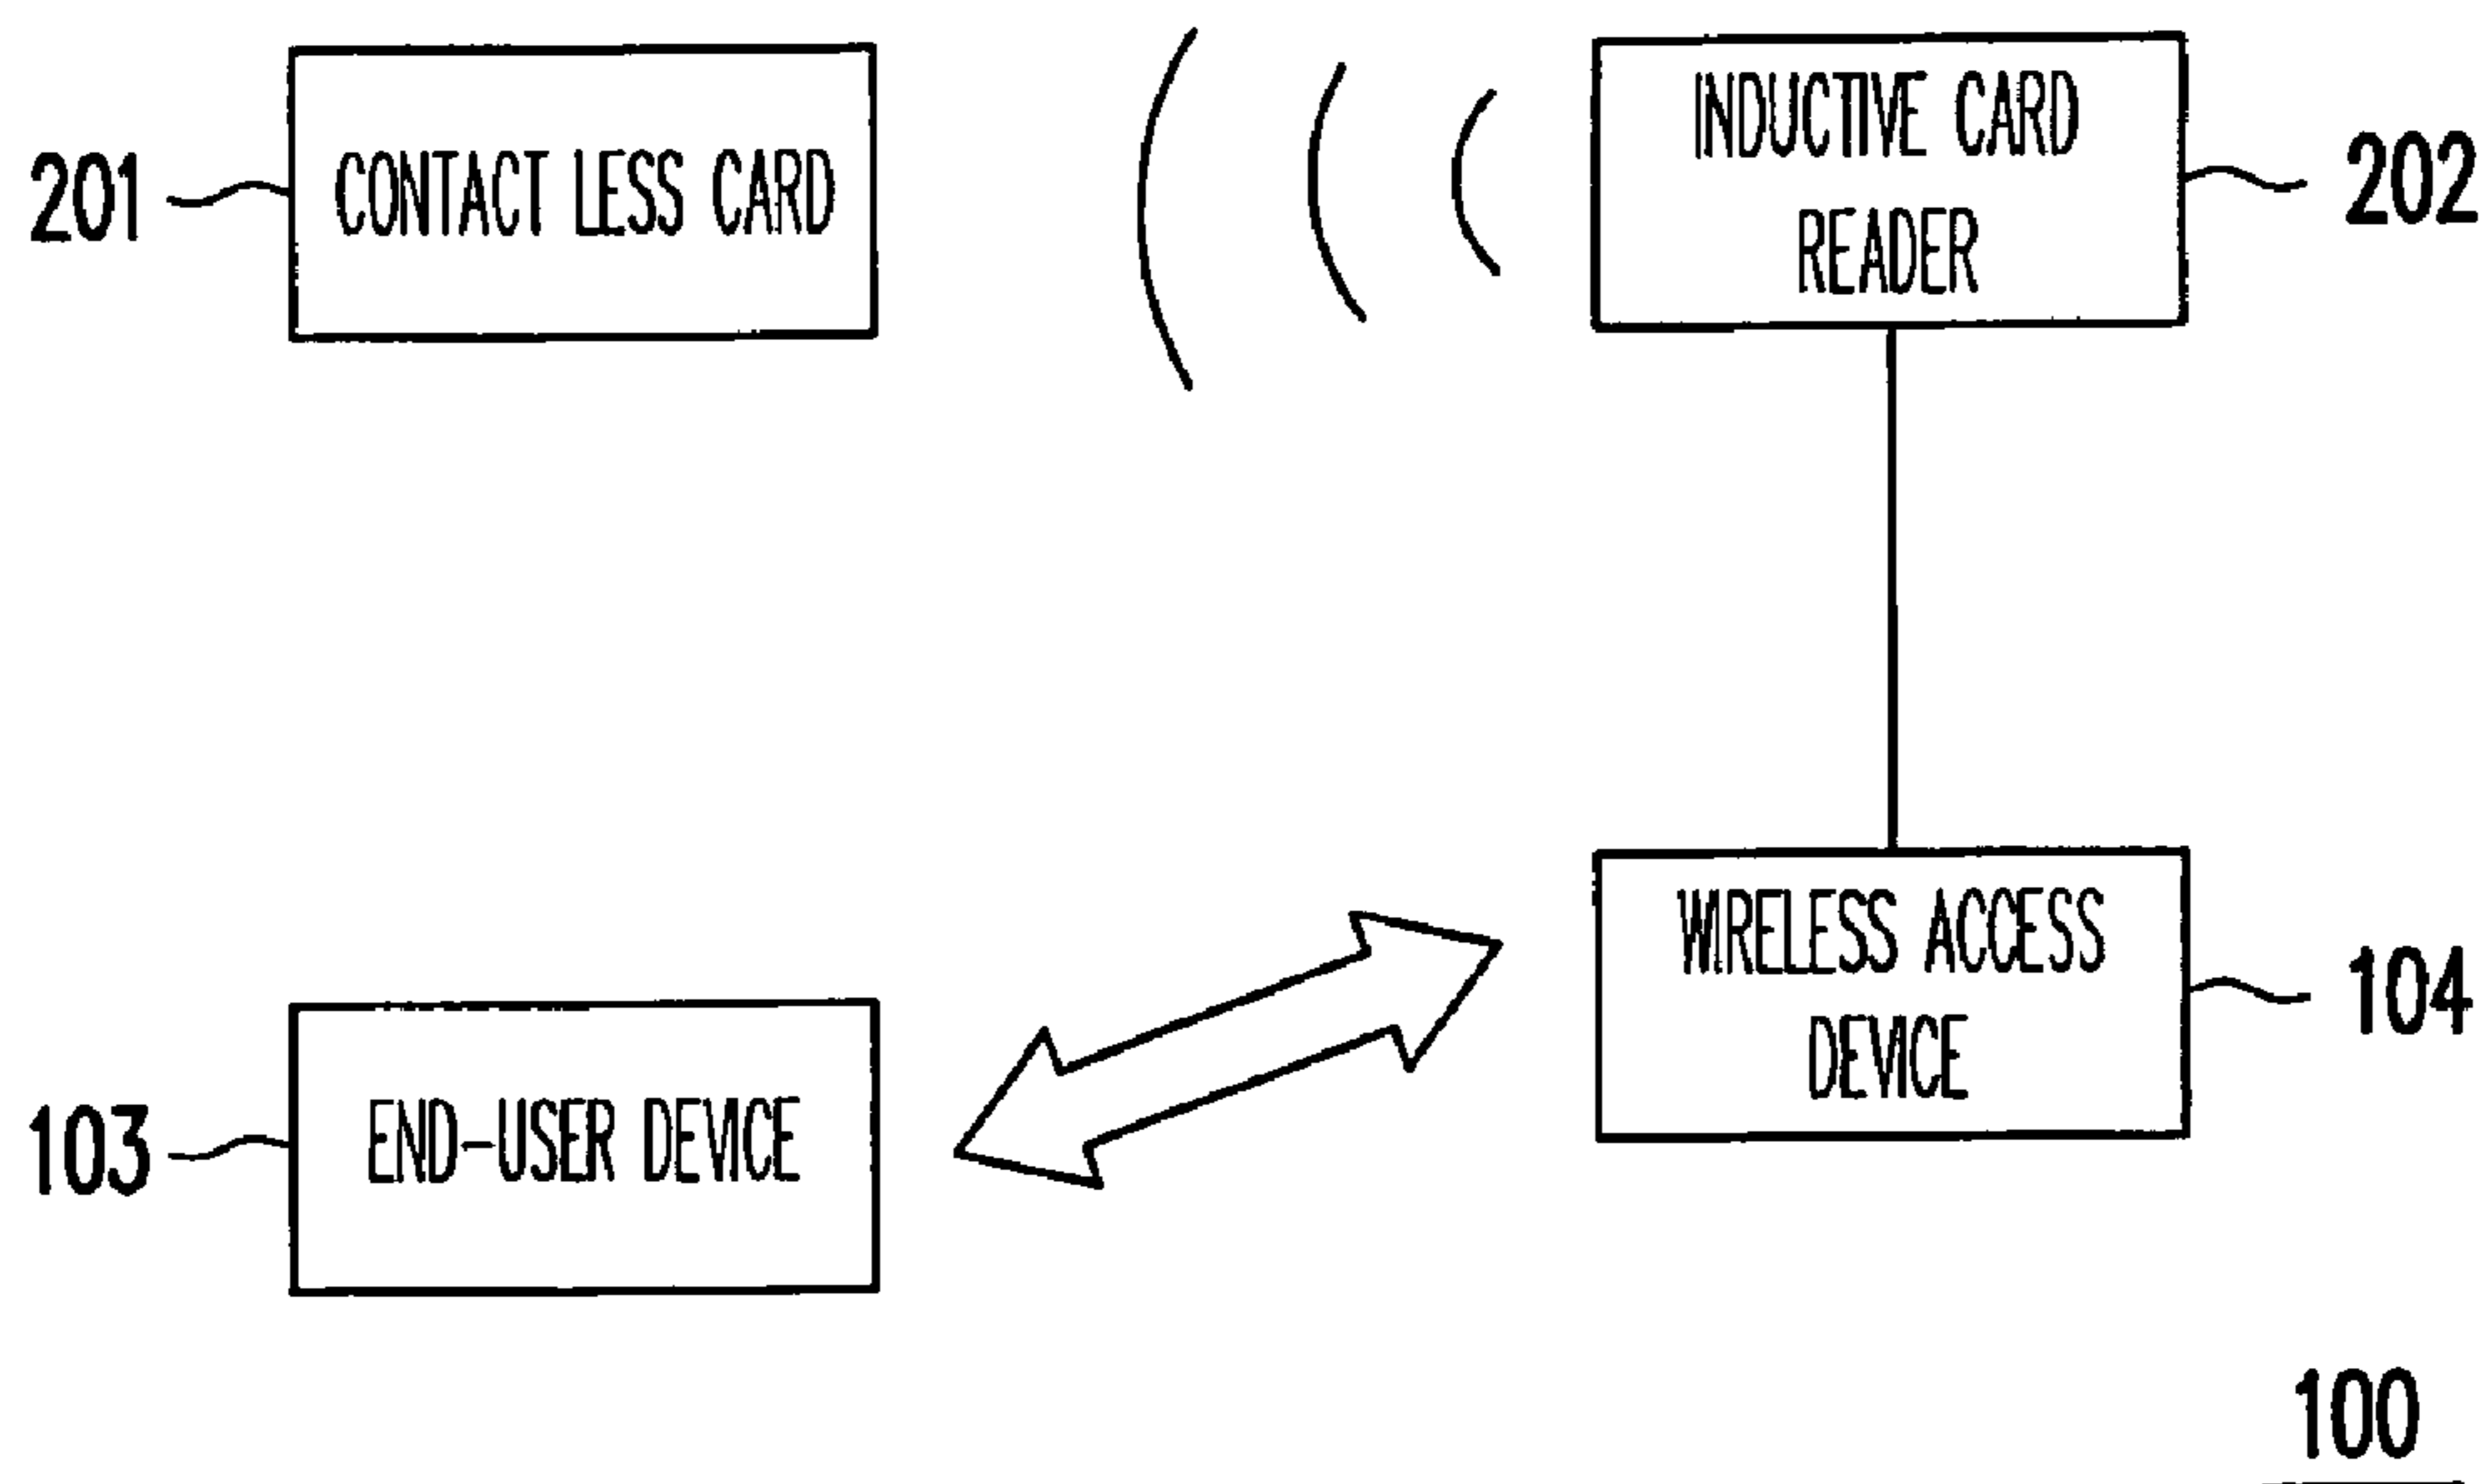 201
CONTACT LESS CARD
INDUCTIVE CARD
READER
202
WIRELESS ACCESS
DEVICE
104
103
END-USER DEVICE
100